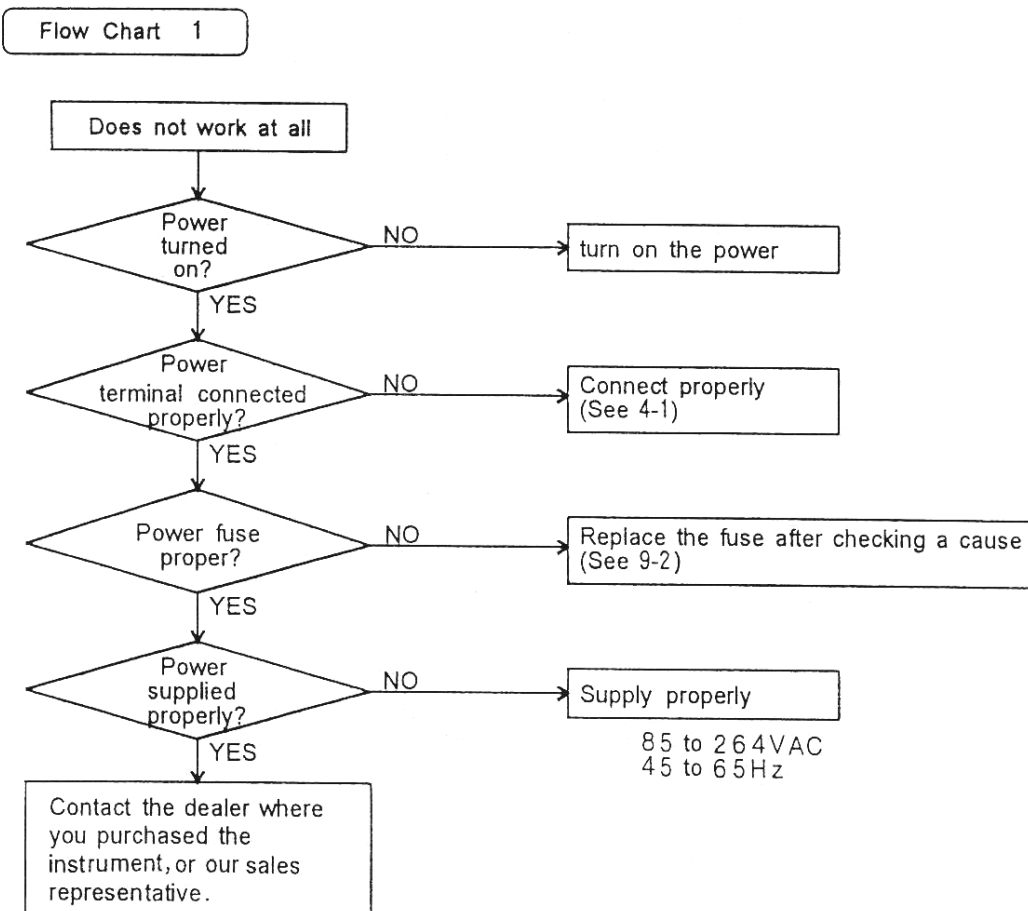 Flow Chart 1
Does not work at all
Power
turned
on?
NO
turn on the power
YES
Power
terminal connected
properly?
NO
Connect properly
(See 4-1)
YES
Power fuse
proper?
NO
Replace the fuse after checking a cause
(See 9-2)
YES
Power
supplied
properly?
NO
Supply properly
85 to 264VAC
45 to 65Hz
YES
Contact the dealer where
you purchased the
instrument, or our sales
representative.